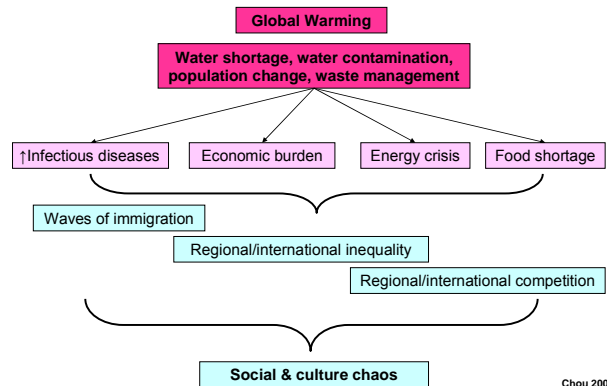 Global Warming
Water shortage, water contamination,
population change, waste management
↑Infectious diseases
Economic burden
Energy crisis
Food shortage
Waves of immigration
Regional/international inequality
Regional/international competition
Social & culture chaos
Chou